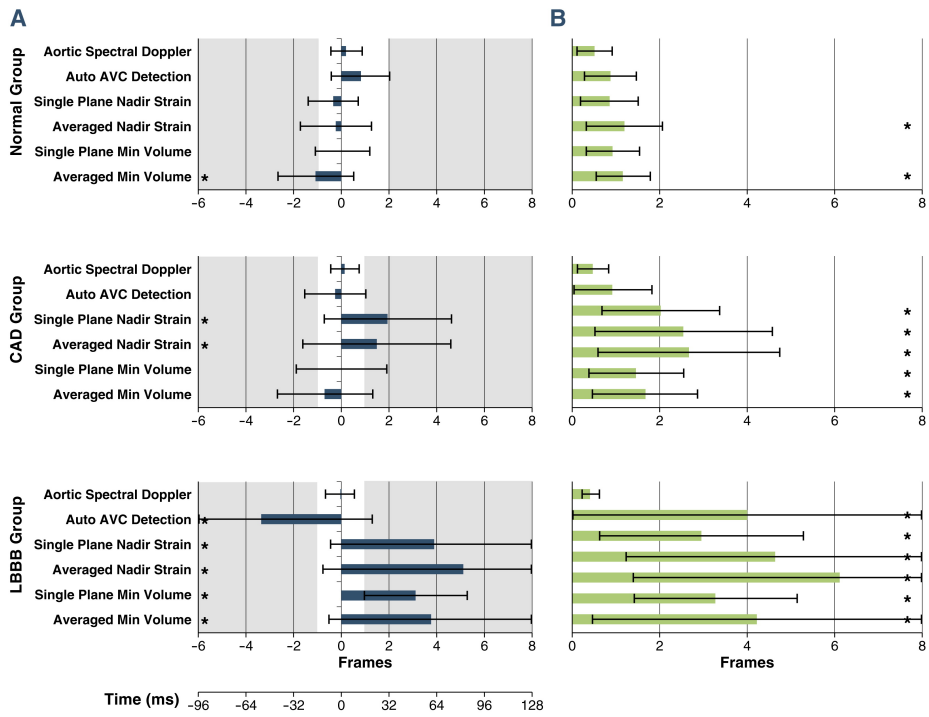 A B
Normal Group
Aortic Spectral Doppler
Auto AVC Detection
Single Plane Nadir Strain
Averaged Nadir Strain *
Single Plane Min Volume
Averaged Min Volume * *
−6 −4 −2 0 2 4 6 8 0 2 4 6 8
CAD Group
Aortic Spectral Doppler
Auto AVC Detection
Single Plane Nadir Strain * *
*
Averaged Nadir Strain * *
Single Plane Min Volume *
Averaged Min Volume *
−6 −4 −2 0 2 4 6 8 0 2 4 6 8
LBBB Group
Aortic Spectral Doppler
Auto AVC Detection * *
Single Plane Nadir Strain * *
*
Averaged Nadir Strain * *
Single Plane Min Volume * *
Averaged Min Volume * *
−6 −4 −2 0 2 4 6 8 0 2 4 6 8
Frames Frames
Time (ms)
−96 −64 −32 0 32 64 96 128